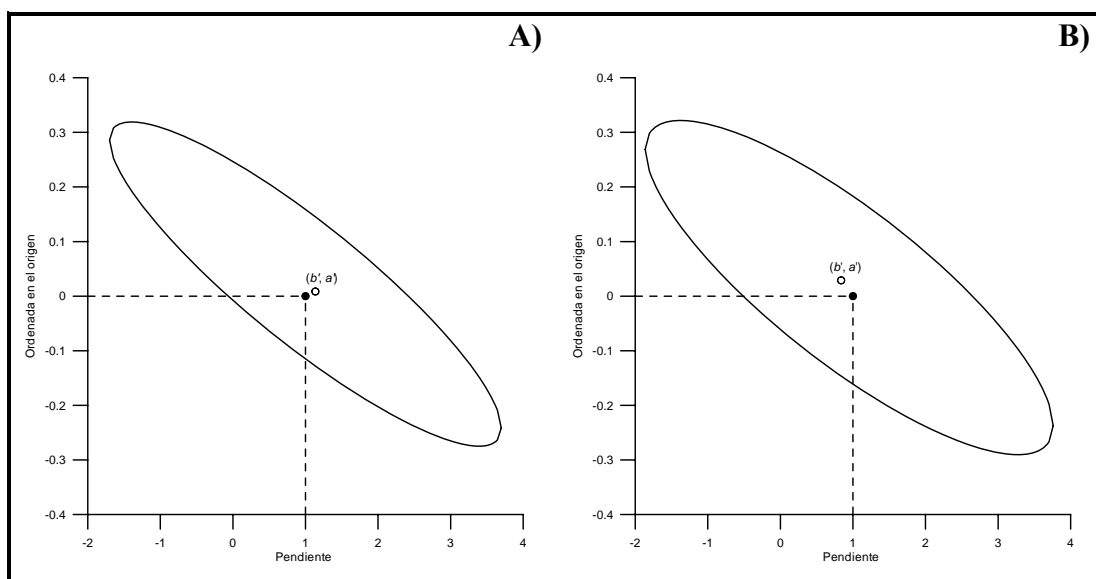 A)
0.4
0.3
0.2
0.1
0
-0.1
-0.2
-0.3
-0.4
Ordenada en el origen
(b', a')
-2 -1 0 1 2 3 4
Pendiente
B)
0.4
0.3
0.2
0.1
0
-0.1
-0.2
-0.3
-0.4
Ordenada en el origen
(b', a')
-2 -1 0 1 2 3 4
Pendiente